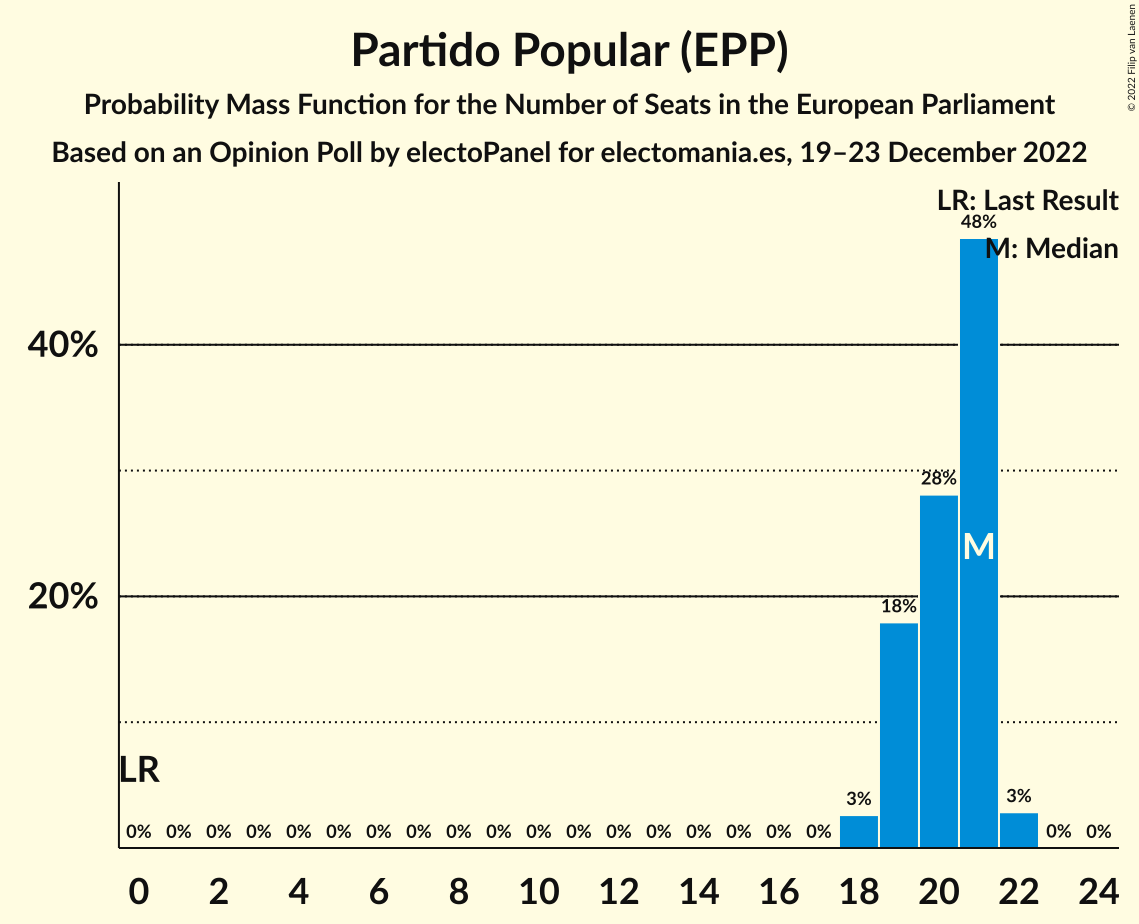 Partido Popular (EPP)
Probability Mass Function for the Number of Seats in the European Parliament
Based on an Opinion Poll by electoPanel for electomania.es, 19–23 December 2022
© 2022 Filip van Laenen
LR: Last Result
48%
M: Median
40%
28%
M
20%
18%
LR
3%
3%
0% 0% 0% 0% 0% 0% 0% 0% 0% 0% 0% 0% 0% 0% 0% 0% 0% 0% 0% 0%
0 2 4 6 8 10 12 14 16 18 20 22 24